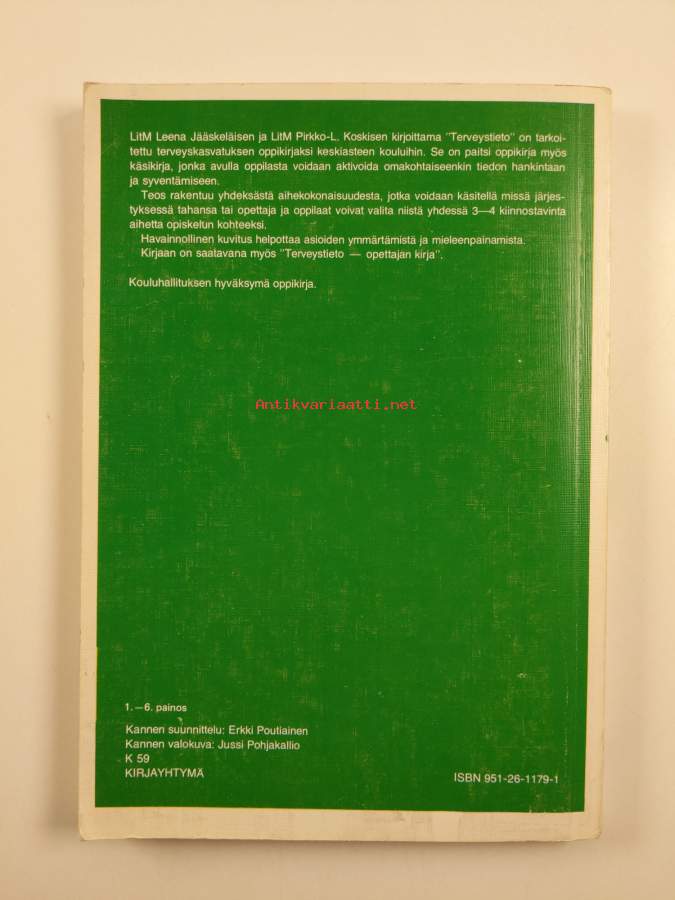 LitM Leena Jääskeläisen ja LitM Pirkko-L. Koskisen kirjoittama "Terveystieto" on tarkoi-
tettu terveyskasvatuksen oppikirjaksi keskiasteen kouluihin. Se on paitsi oppikirja myös
käsikirja, jonka avulla oppilasta voidaan aktivoida omakohtaiseenkin tiedon hankintaan
ja syventämiseen.
Teos rakentuu yhdeksästä aihekokonaisuudesta, jotka voidaan käsitellä missä järjes-
tyksessä tahansa tai opettaja ja oppilaat voivat valita niistä yhdessä 3—4 kiinnostavinta
aihetta opiskelun kohteeksi.
Havainnollinen kuvitus helpottaa asioiden ymmärtämistä ja mieleenpainamista.
Kirjaan on saatavana myös "Terveystieto — opettajan kirja".
Kouluhallituksen hyväksymä oppikirja.
Antikvariaatti.net
1.—6. painos
Kannen suunnittelu: Erkki Poutiainen
Kannen valokuva: Jussi Pohjakallio
K 59
KIRJAYHTYMÄ
ISBN 951-26-1179-1